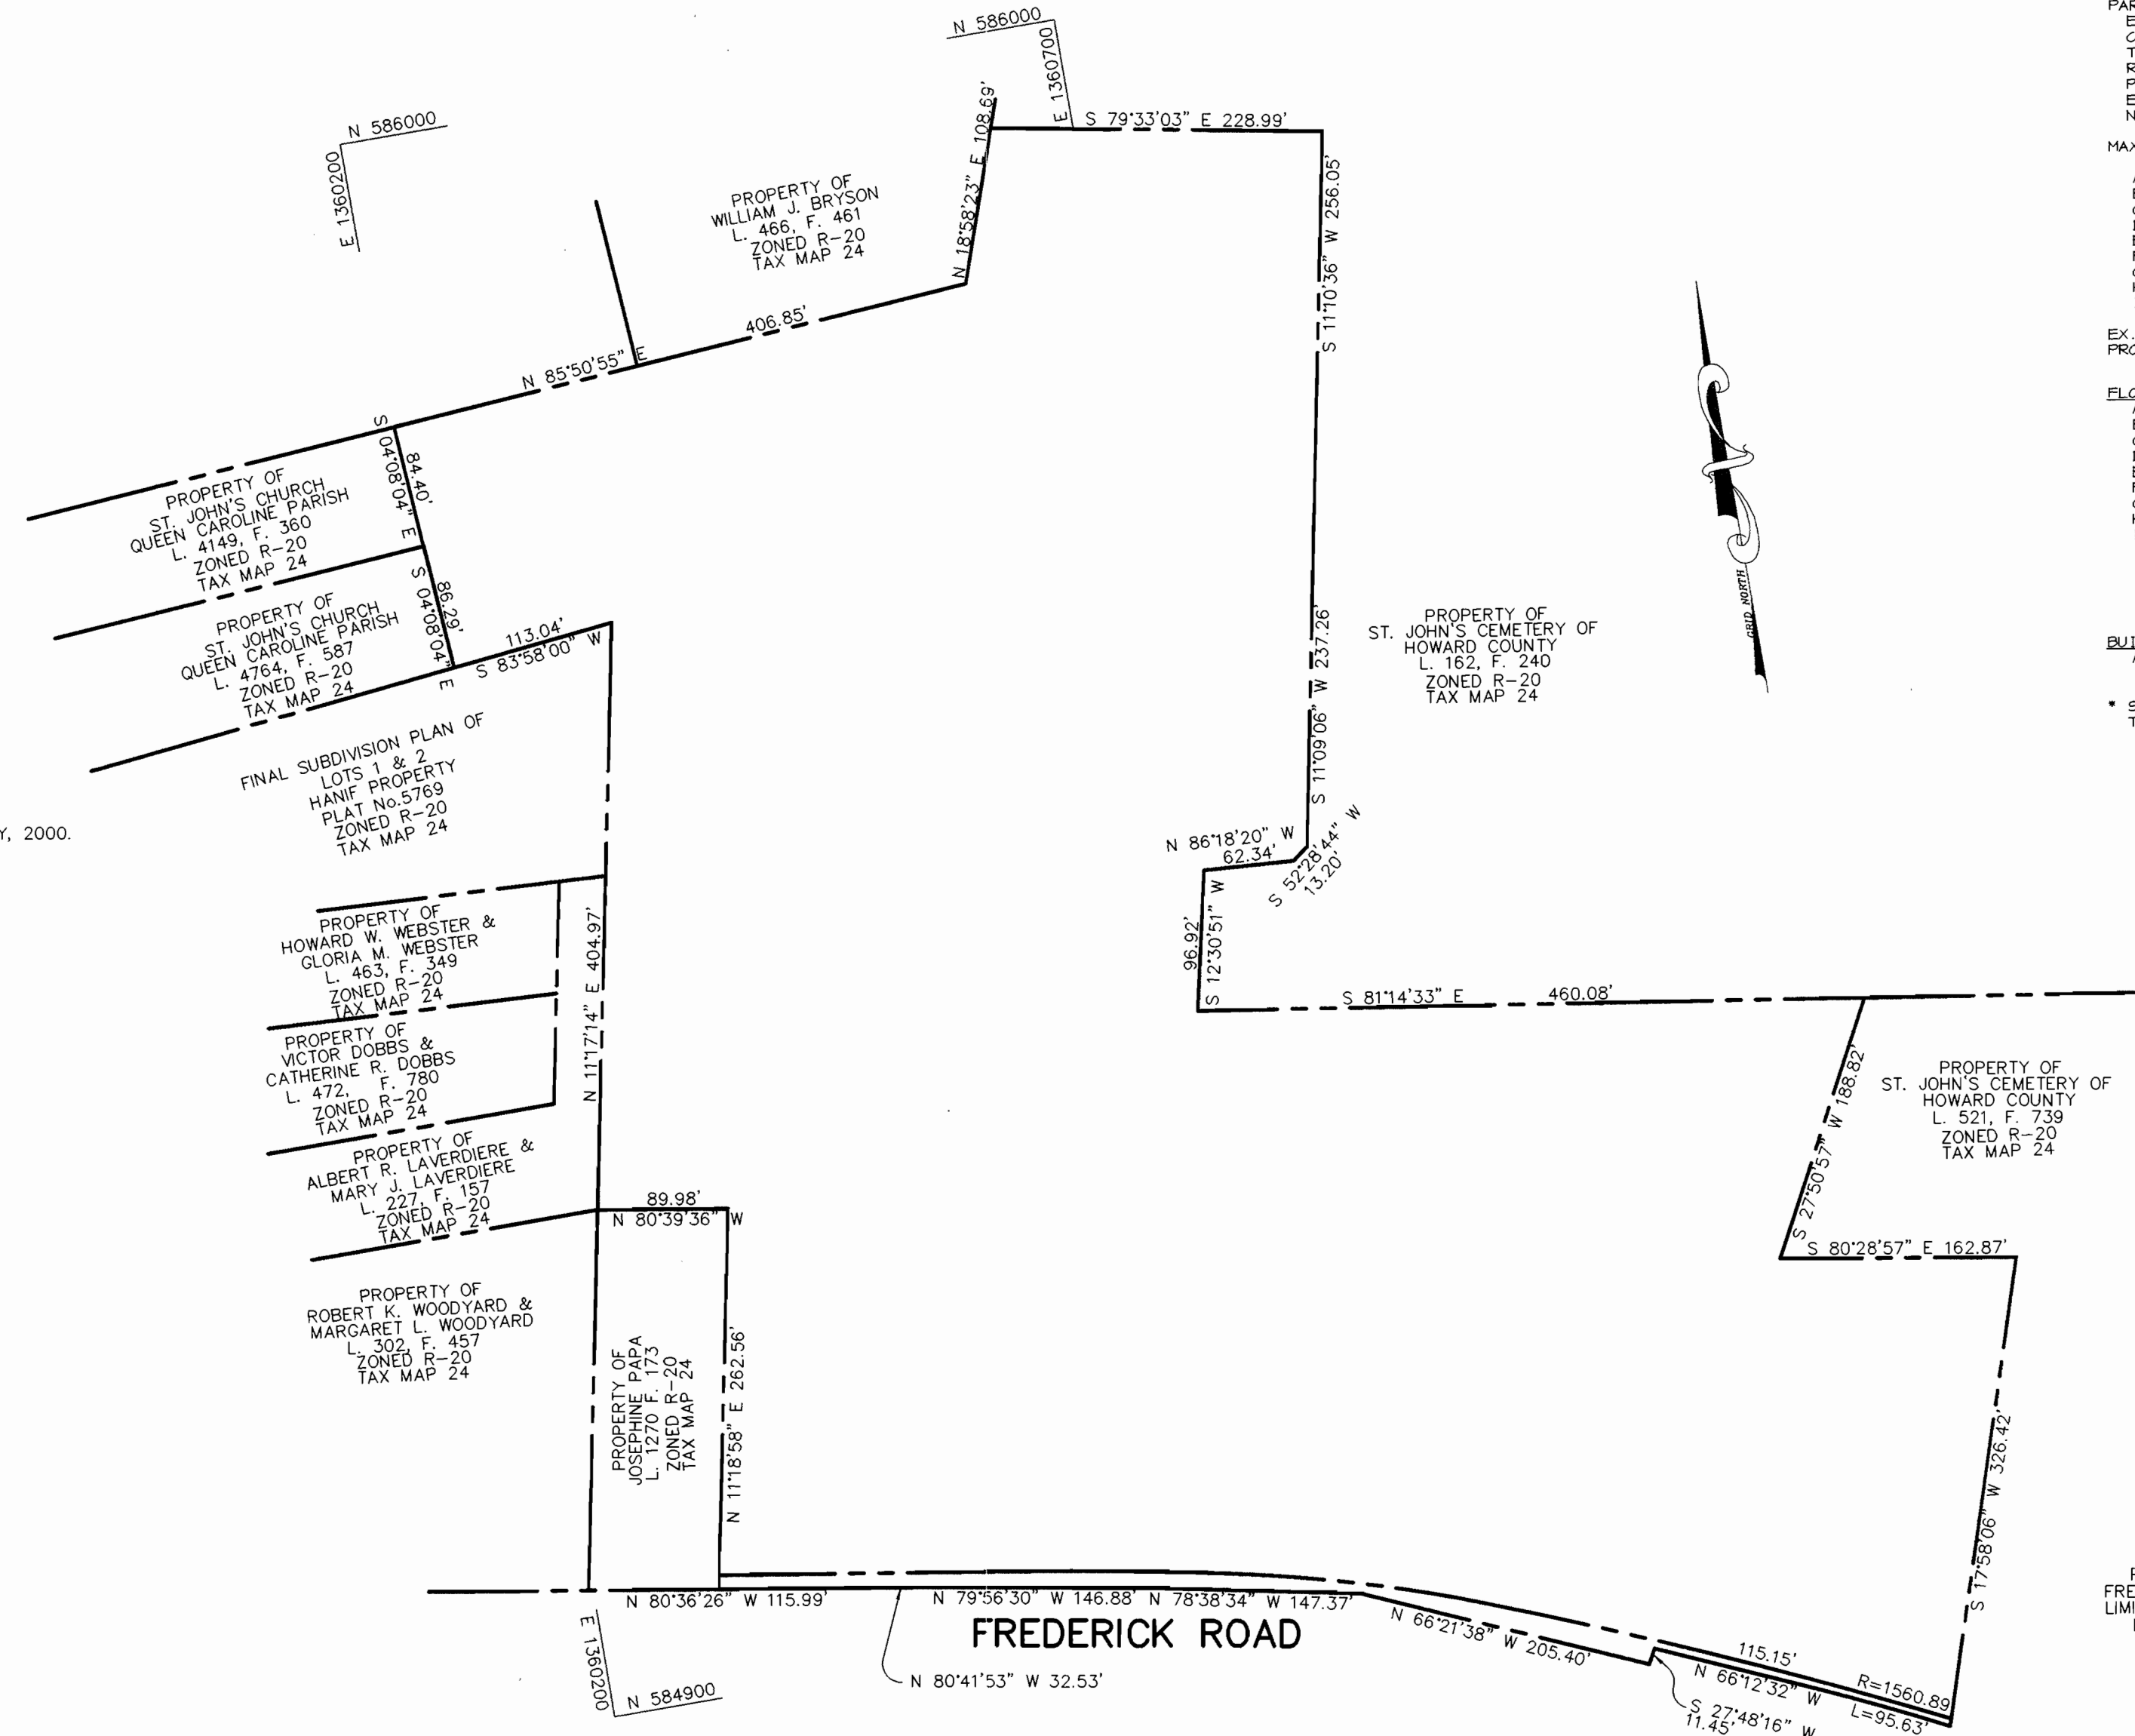 N 586000
E 1360700
N 586000
E 1360200
S 79°33'03" E 228.99'
N 18°58'23" E 108.69'
S 11°10'36" W 256.05'
PROPERTY OF
WILLIAM J. BRYSON
L. 466, F. 461
ZONED R-20
TAX MAP 24
N 85°50'55" E
406.85'
S 04°08'04" E
84.40'
PROPERTY OF
ST. JOHN'S CHURCH
QUEEN CAROLINE PARISH
L. 4149, F. 360
ZONED R-20
TAX MAP 24
S 04°08'04" E
86.29'
PROPERTY OF
ST. JOHN'S CHURCH
QUEEN CAROLINE PARISH
L. 4764, F. 587
ZONED R-20
TAX MAP 24
113.04'
S 83°58'00" W
GRID NORTH
S 11°09'06" W 237.26'
PROPERTY OF
ST. JOHN'S CEMETERY OF
HOWARD COUNTY
L. 162, F. 240
ZONED R-20
TAX MAP 24
FINAL SUBDIVISION PLAN OF
LOTS 1 & 2
HANIF PROPERTY
PLAT No.5769
ZONED R-20
TAX MAP 24
Y, 2000.
N 86°18'20" W
62.34'
S 52°28'44" W
13.20'
S 12°30'51" W
96.92'
PROPERTY OF
HOWARD W. WEBSTER &
GLORIA M. WEBSTER
L. 463, F. 349
ZONED R-20
TAX MAP 24
N 11°17'14" E 404.97'
S 81°14'33" E 460.08'
PROPERTY OF
VICTOR DOBBS &
CATHERINE R. DOBBS
L. 472, F. 780
ZONED R-20
TAX MAP 24
S 27°50'57" W 188.82'
PROPERTY OF
ST. JOHN'S CEMETERY OF
HOWARD COUNTY
L. 521, F. 739
ZONED R-20
TAX MAP 24
PROPERTY OF
ALBERT R. LAVERDIERE &
MARY J. LAVERDIERE
L. 227, F. 157
ZONED R-20
TAX MAP 24
89.98'
N 80°39'36" W
S 80°28'57" E 162.87'
PROPERTY OF
ROBERT K. WOODYARD &
MARGARET L. WOODYARD
L. 302, F. 457
ZONED R-20
TAX MAP 24
PROPERTY OF
JOSEPHINE PAPA
L. 1270 F. 173
ZONED R-20
TAX MAP 24
N 11°18'58" E 262.56'
S 17°58'06" W 326.42'
N 80°36'26" W 115.99'
N 79°56'30" W 146.88'
N 78°38'34" W 147.37'
N 66°21'38" W 205.40'
FREDERICK ROAD
N 80°41'53" W 32.53'
115.15'
N 66°12'32" W
R=1560.89
L=95.63'
S 27°48'16" W
11.45'
E 1360200
N 584900
PAR
MAX
EX.
PRO
FLO
BUI
* S
T
FRE
LIMI